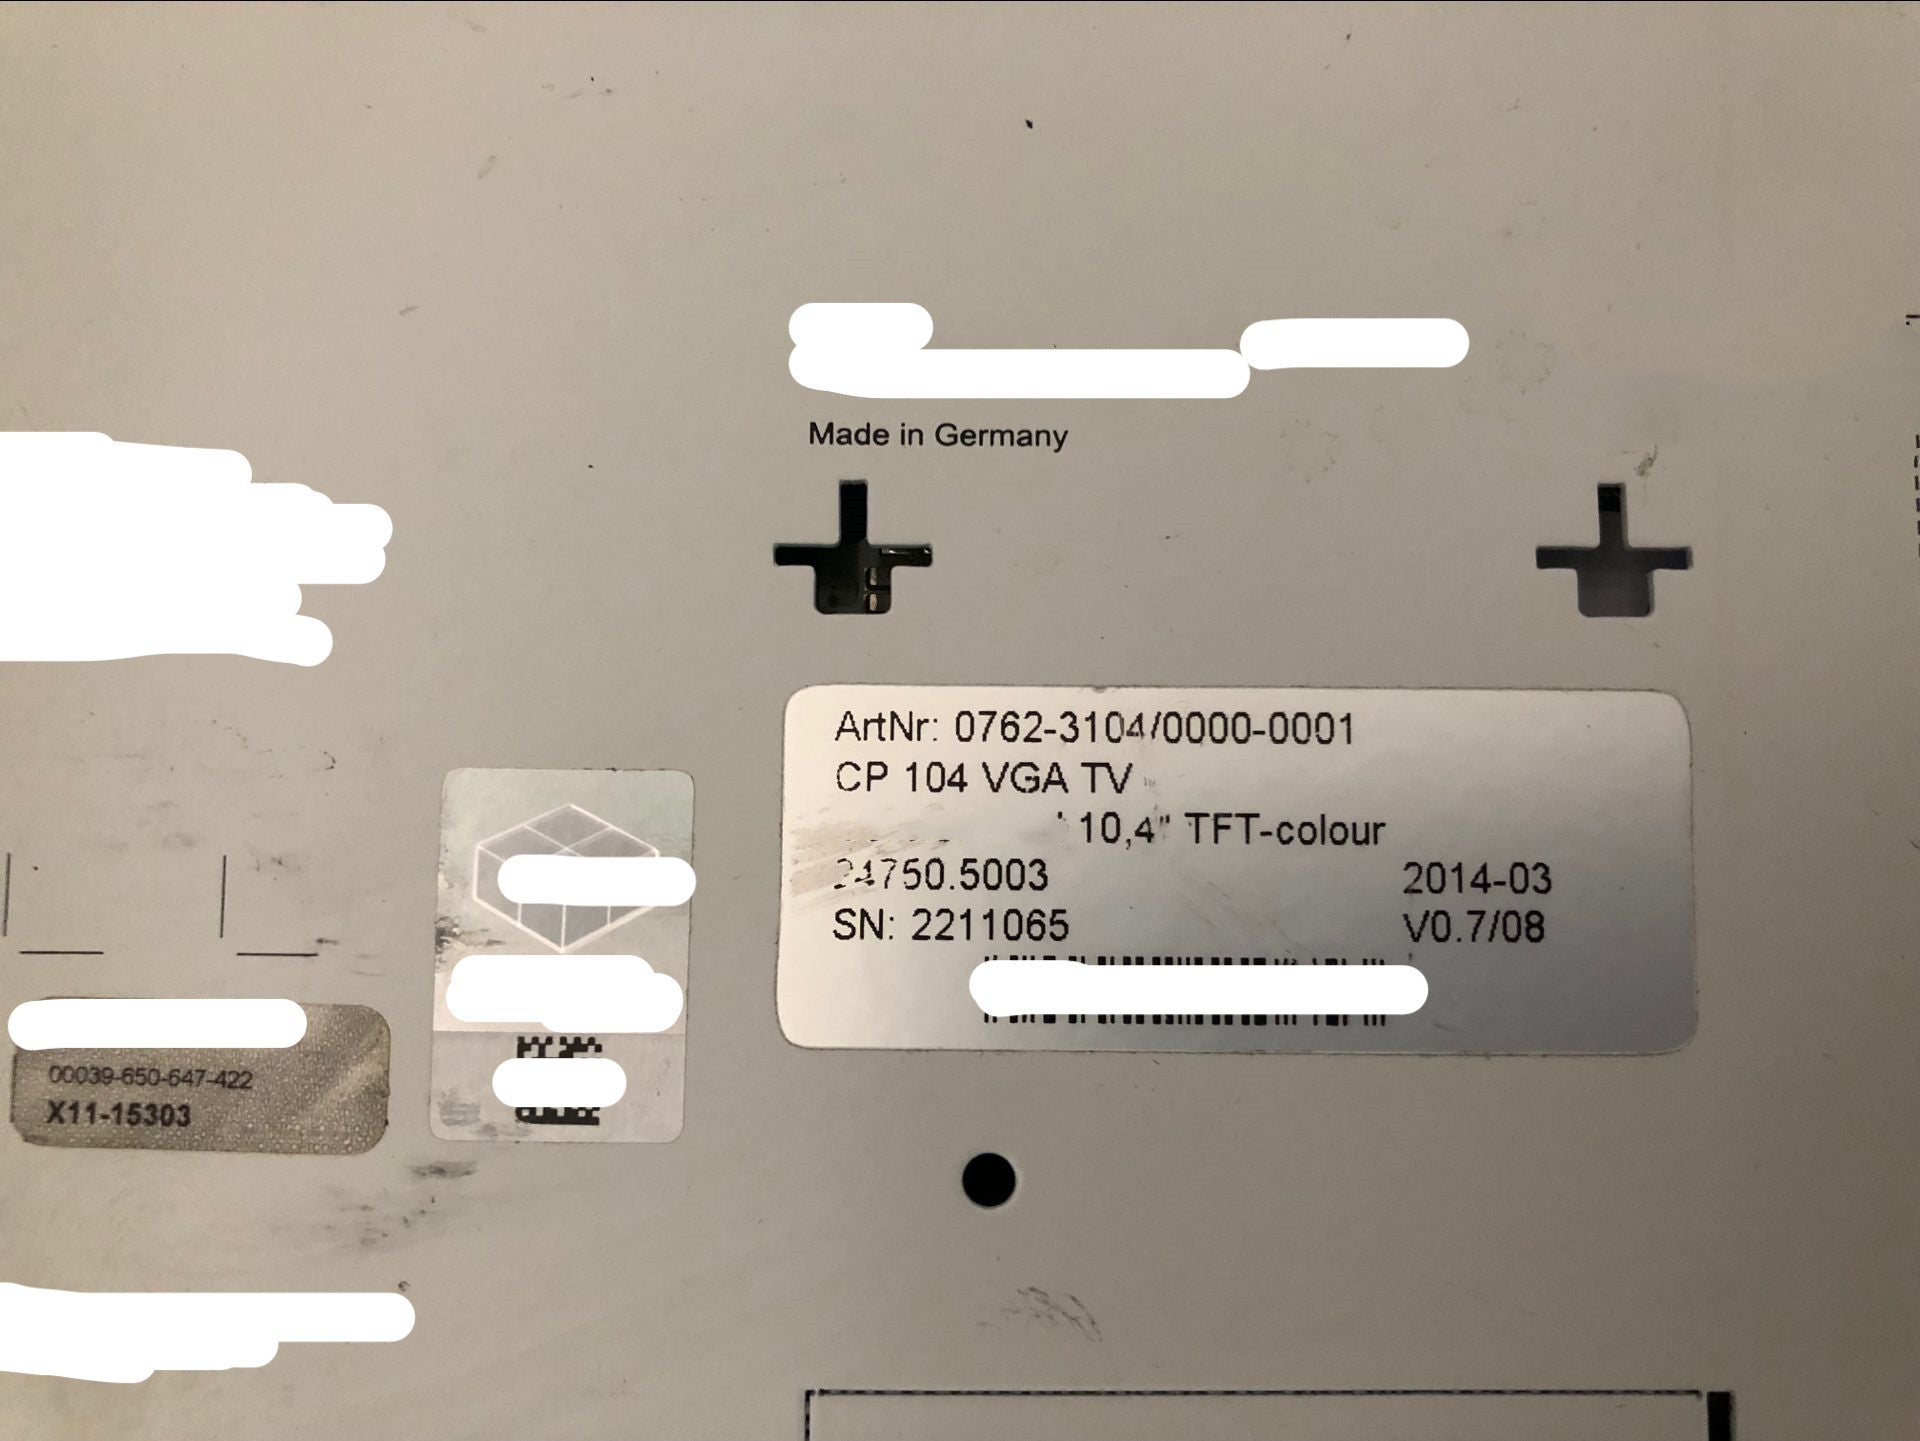 Made in Germany
ArtNr: 0762-3104/0000-0001
CP 104 VGA TV
10,4" TFT-colour
24750.5003 2014-03
SN: 2211065 V0.7/08
00039-650-647-422
X11-15303